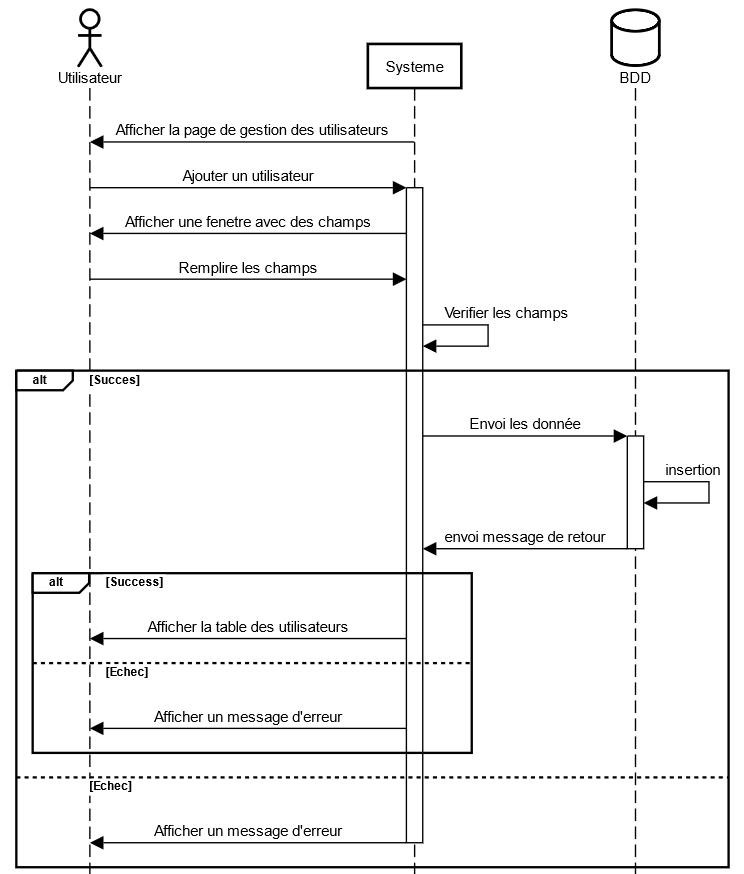 Systeme
Utilisateur
BDD
Afficher la page de gestion des utilisateurs
Ajouter un utilisateur
Afficher une fenetre avec des champs
Remplire les champs
Verifier les champs
alt [Succes]
Envoi les donnée
insertion
envoi message de retour
alt [Success]
Afficher la table des utilisateurs
[Echec]
Afficher un message d'erreur
[Echec]
Afficher un message d'erreur